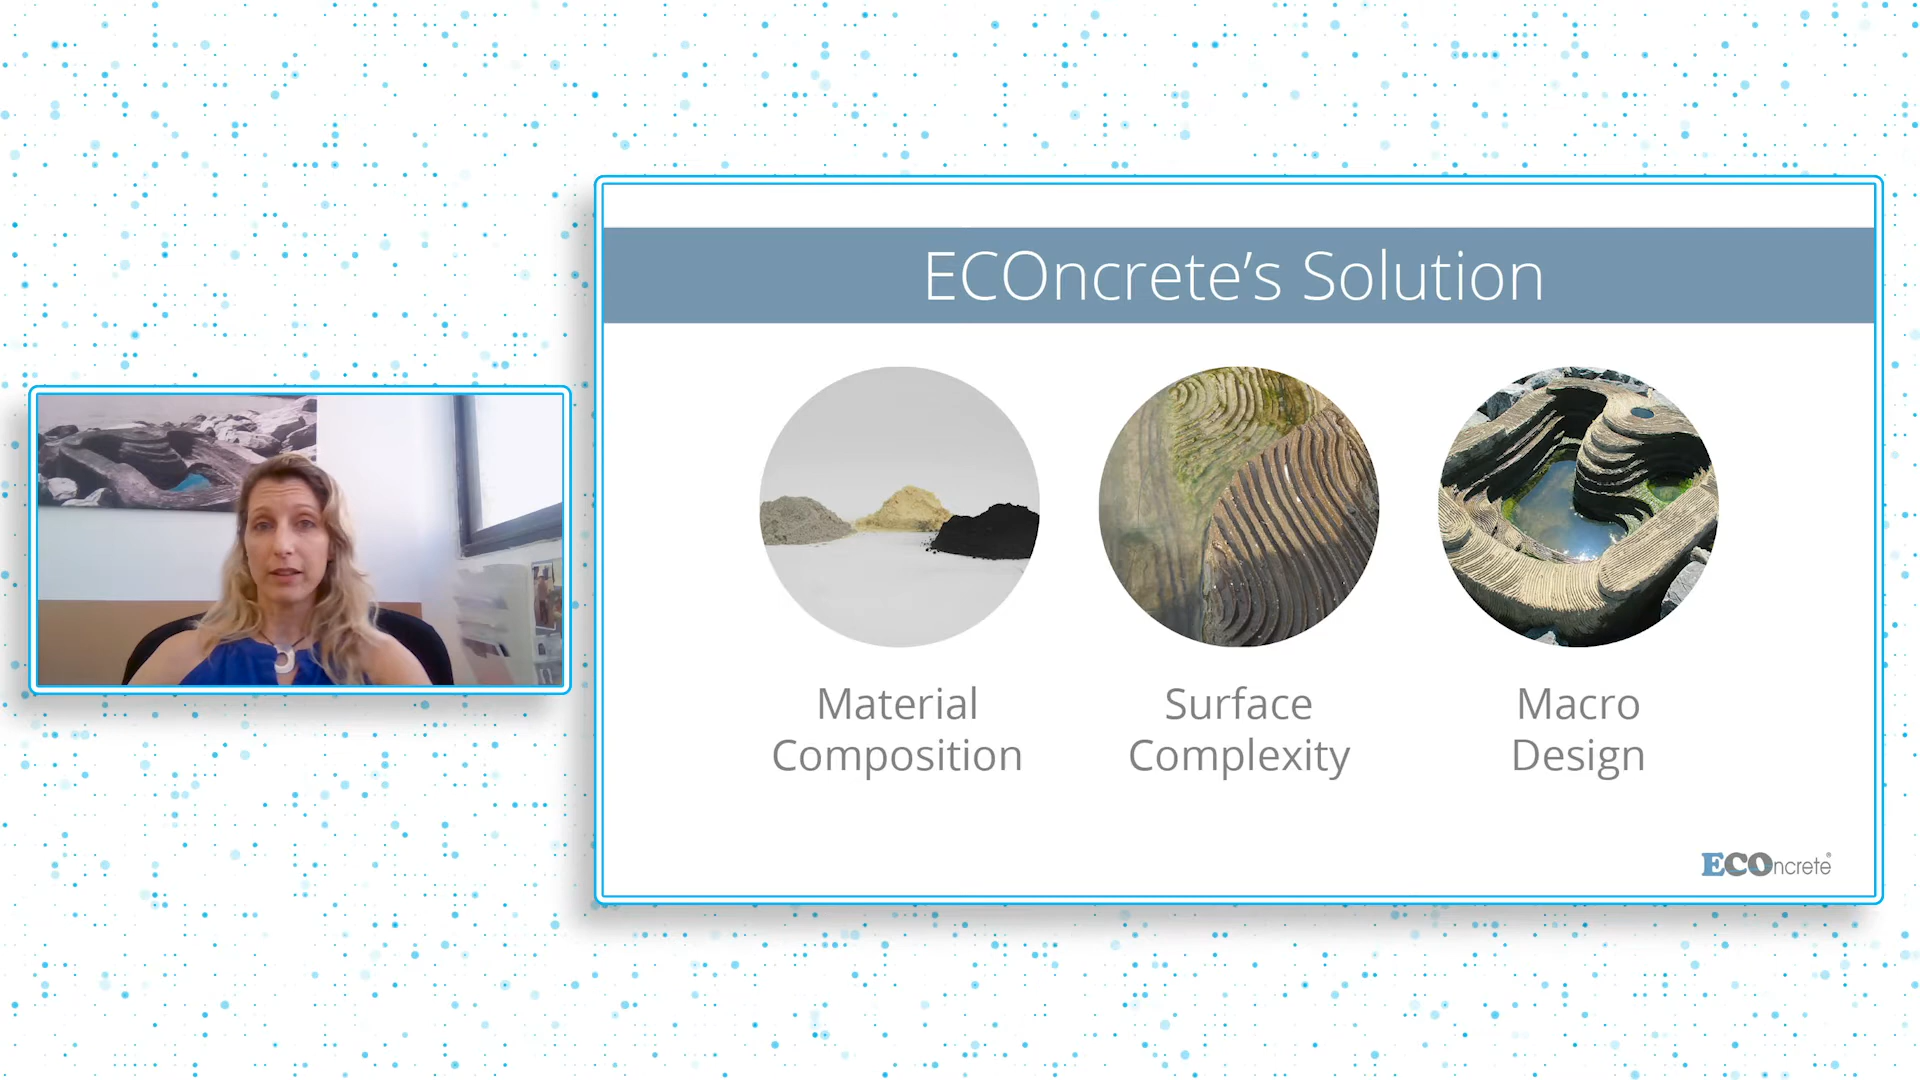 ECOncrete’s Solution
Material
Composition
Surface
Complexity
Macro
Design
ECOncrete®